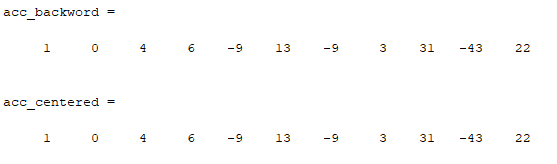 acc_backword =
1 0 4 6 -9 13 -9 3 31 -43 22
acc_centered =
1 0 4 6 -9 13 -9 3 31 -43 22